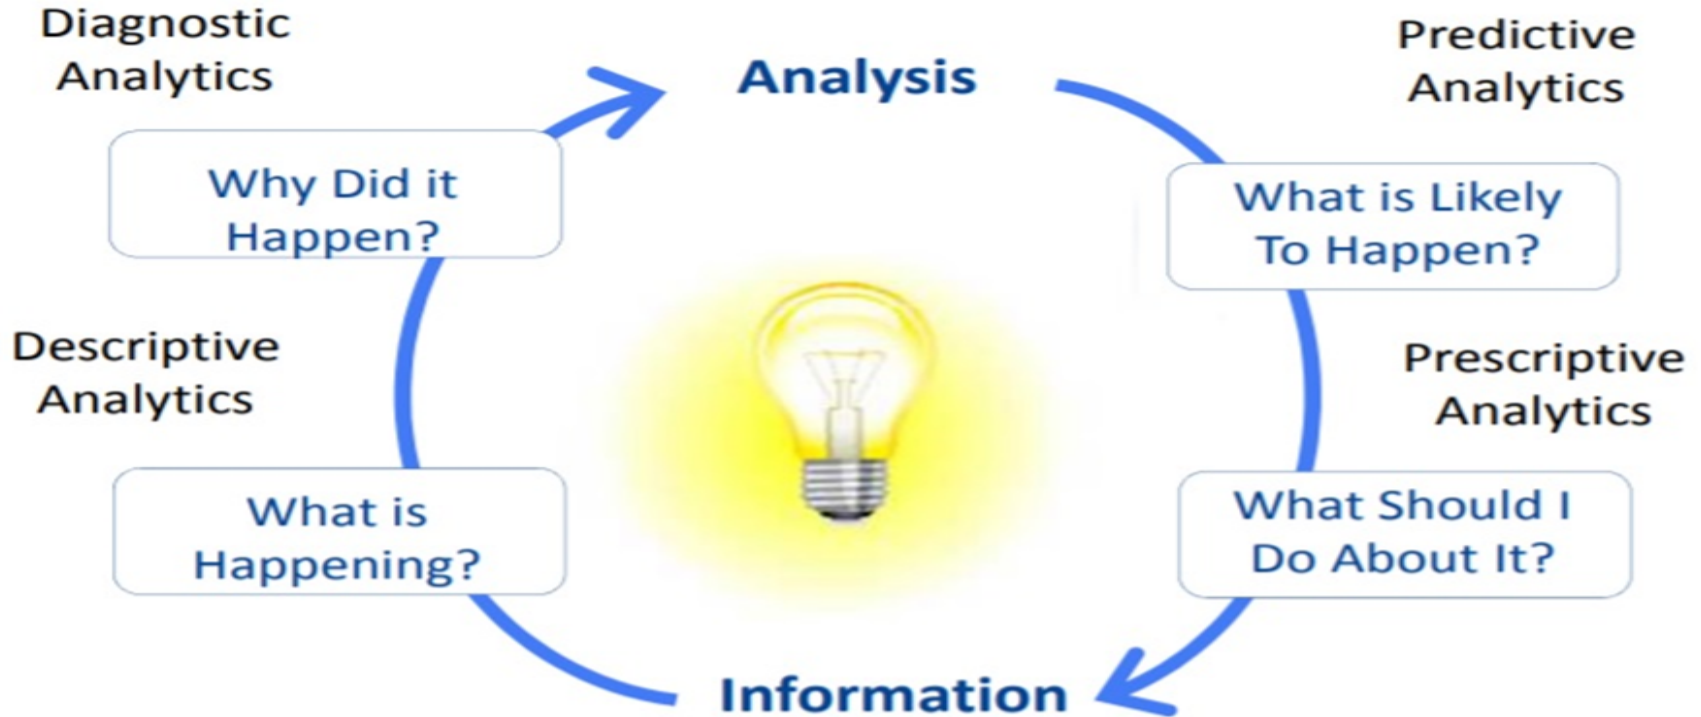 Diagnostic
Analytics
Why Did it
Happen?
Descriptive
Analytics
What is
Happening?
Analysis
Information
Predictive
Analytics
What is Likely
To Happen?
Prescriptive
Analytics
What Should I
Do About It?